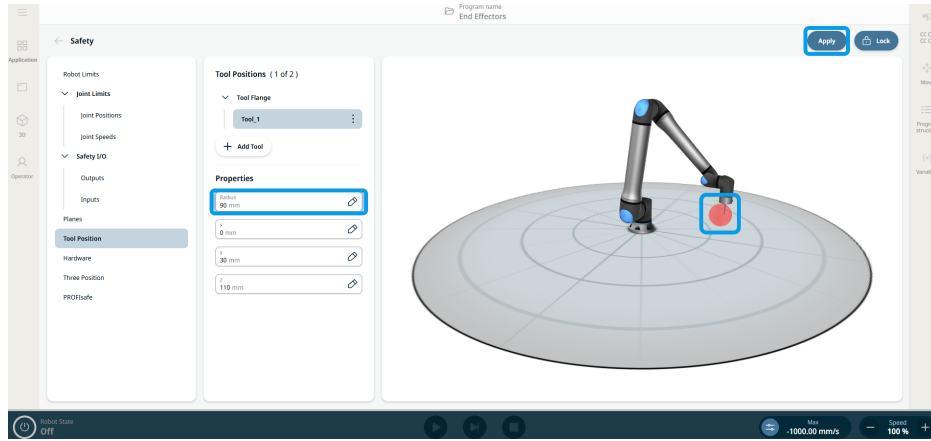 Program name
End Effectors
Application
3D
Operator
Safety
Apply
Lock
Robot Limits
Joint Limits
Joint Positions
Joint Speeds
Safety I/O
Outputs
Inputs
Planes
Tool Position
Hardware
Three Position
PROFIsafe
Tool Positions ( 1 of 2 )
Tool Flange
Tool_1
+ Add Tool
Properties
Radius
90 mm
x
0 mm
y
30 mm
z
110 mm
Robot State
Off
Max
-1000.00 mm/s
Speed
100 %